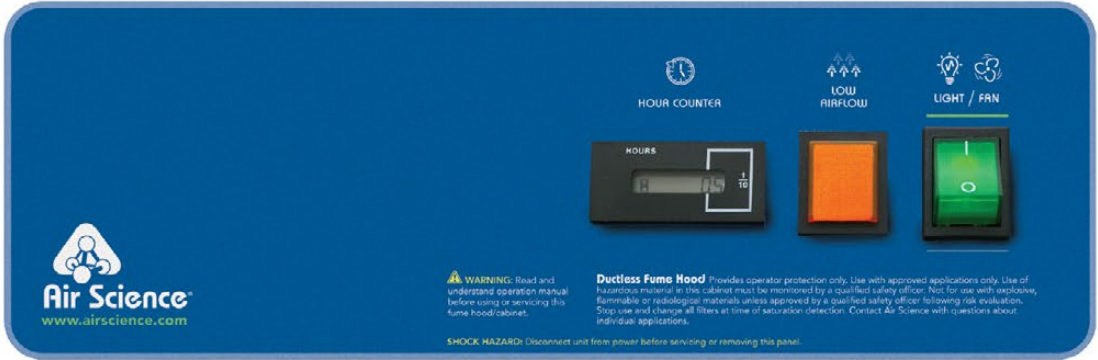 HOUR COUNTER
LOW
AIRFLOW
LIGHT / FAN
HOURS
1
10
A 05
I
O
Air Science®
www.airscience.com
WARNING: Read and
understand operation manual
before using or servicing this
fume hood/cabinet.
Ductless Fume Hood Provides operator protection only. Use with approved applications only. Use of
hazardous material in this cabinet must be monitored by a qualified safety officer. Not for use with explosive,
flammable or radiological materials unless approved by a qualified safety officer following risk evaluation.
Stop use and change all filters at time of saturation detection. Contact Air Science with questions about
individual applications.
SHOCK HAZARD: Disconnect unit from power before servicing or removing this panel.